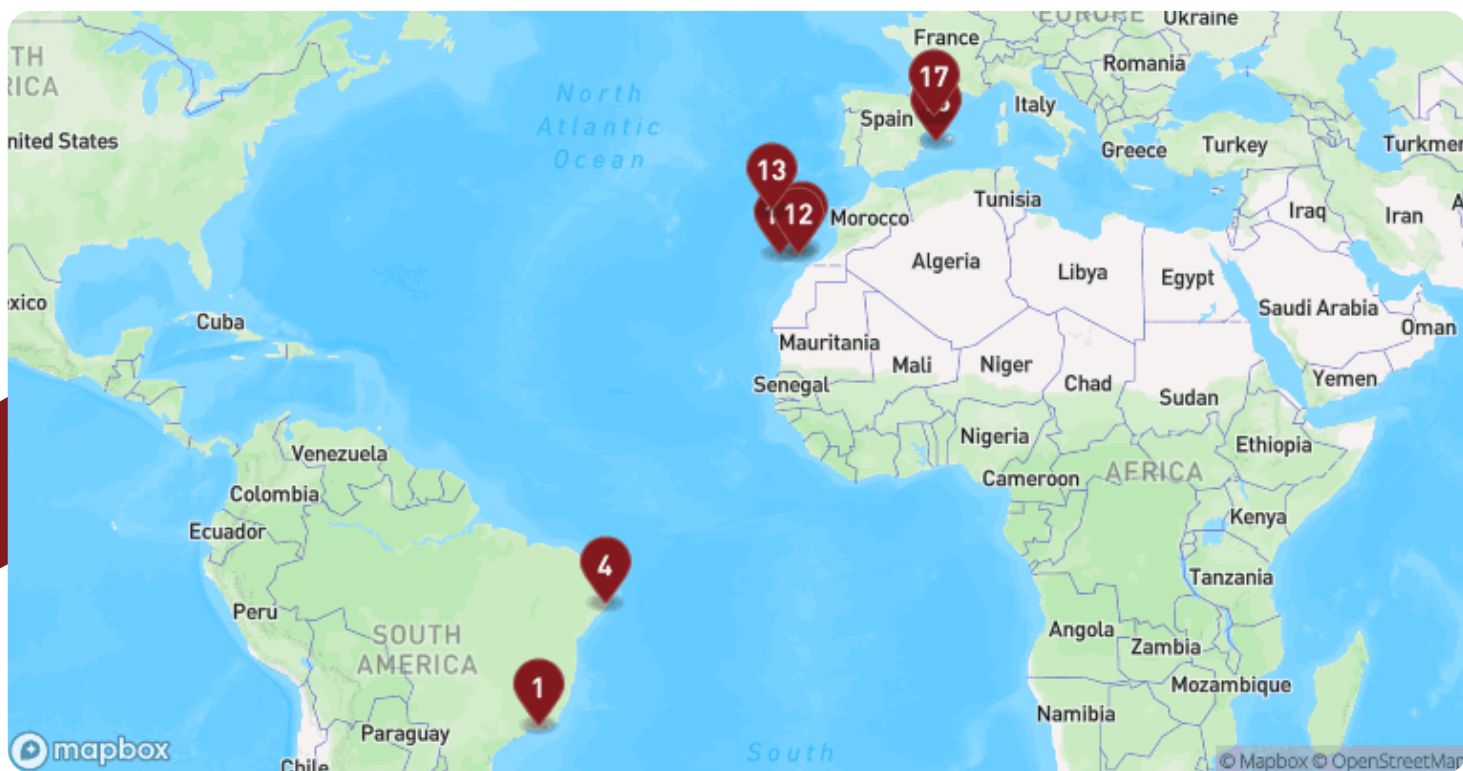 EUROPE
Ukraine
France
TH
RICA
17
Romania
Spain
Italy
nited States
North
Atlantic
Ocean
Greece
Turkey
Turkmen
13
12
Morocco
Tunisia
Iraq
Iran
A
Algeria
Libya
Egypt
exico
Saudi Arabia
Cuba
Oman
Mauritania
Mali
Niger
Chad
Senegal
Yemen
Sudan
Nigeria
Ethiopia
Venezuela
Colombia
Cameroon
AFRICA
Ecuador
Kenya
4
Tanzania
Peru
SOUTH
AMERICA
Angola
Zambia
1
Mozambique
Namibia
Paraguay
South
mapbox
Chile
© Mapbox © OpenStreetMap